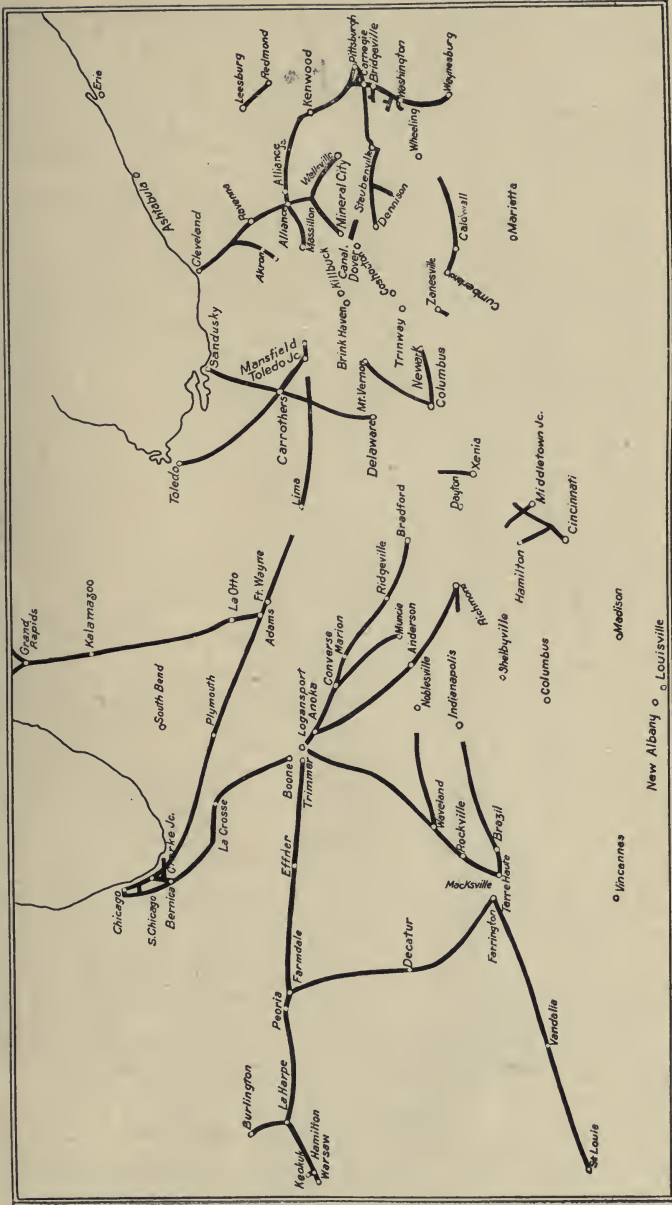 Grand
Rapids
Kalamazoo
South Bend
La Otto
Ft. Wayne
Adams
Plymouth
Chicago
S. Chicago
Clarke Jc.
Bernice
La Crosse
Boone
Trimmer
Logansport
Anoka
Converse
Marion
Ridgeville
Bradford
Muncie
Anderson
Richmond
Noblesville
Indianapolis
Shelbyville
Columbus
Madison
Louisville
New Albany
Vincennes
Waveland
Rockville
Brazil
Terre Haute
Macksville
Farrington
Effner
Farmdale
Decatur
Peoria
La Harpe
Burlington
Keokuk
Hamilton
Warsaw
Vandalia
St Louis
Toledo
Sandusky
Carrothers
Mansfield
Toledo Jc.
Lima
Delaware
Mt. Vernon
Newark
Columbus
Dayton
Xenia
Hamilton
Middletown Jc.
Cincinnati
Cleveland
Ashtabula
Erie
Ravenna
Akron
Alliance
Alliance
Jc.
Massillon
Mineral City
Killbuck
Canal.
Dover
Brink Haven
Coshocton
Trinway
Zanesville
Cumberland
Caldwell
Marietta
Dennison
Steubenville
Wheeling
Kenwood
Leesburg
Redmond
Pittsburgh
Carnegie
Bridgeville
Washington
Waynesburg